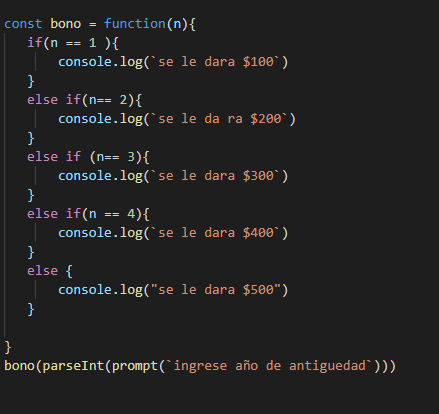 const bono = function(n){
if(n == 1 ){
console.log(`se le dara $100`)
}
else if(n== 2){
console.log(`se le da ra $200`)
}
else if (n== 3){
console.log(`se le dara $300`)
}
else if(n == 4){
console.log(`se le dara $400`)
}
else {
console.log("se le dara $500")
}
}
bono(parseInt(prompt(`ingrese año de antiguedad`)))